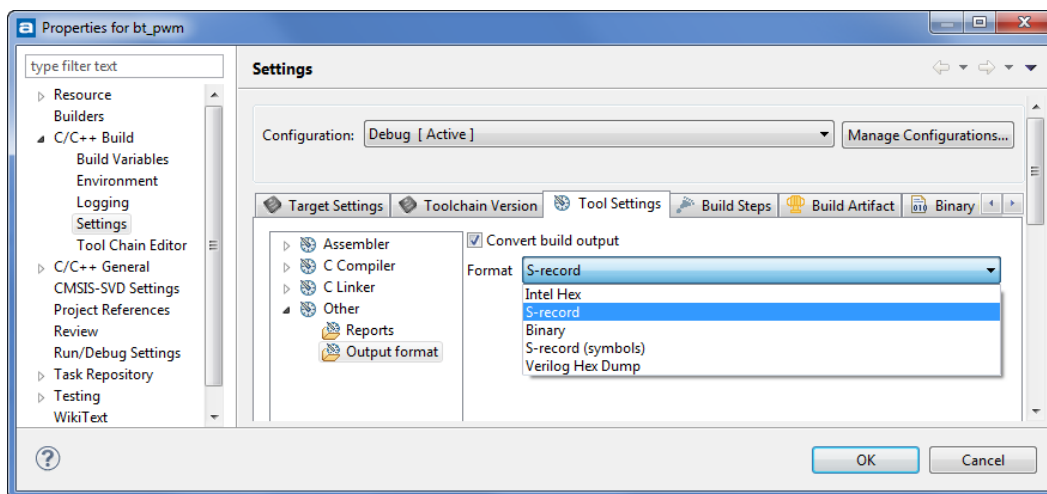 a Properties for bt_pwm
type filter text
Settings
Resource
Builders
C/C++ Build
Build Variables
Environment
Logging
Settings
Tool Chain Editor
C/C++ General
CMSIS-SVD Settings
Project References
Review
Run/Debug Settings
Task Repository
Testing
WikiText
Configuration: Debug [ Active ] Manage Configurations...
Target Settings Toolchain Version Tool Settings Build Steps Build Artifact 010 Binary
Assembler
C Compiler
C Linker
Other
Reports
Output format
Convert build output
Format S-record
Intel Hex
S-record
Binary
S-record (symbols)
Verilog Hex Dump
? OK Cancel